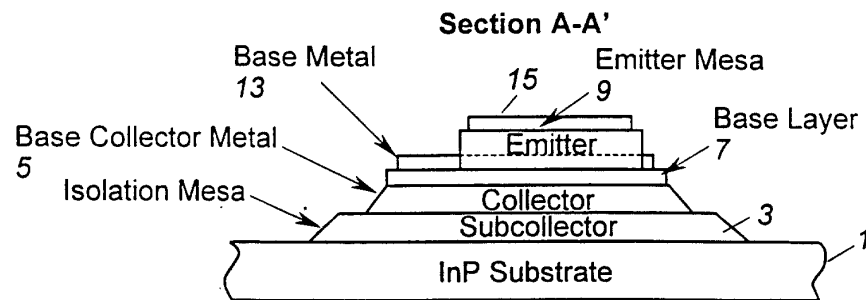 Section A-A'
Base Metal
13
15
Emitter Mesa
9
Base Layer
7
Base Collector Metal
5
Isolation Mesa
Emitter
Collector
Subcollector
3
InP Substrate
1